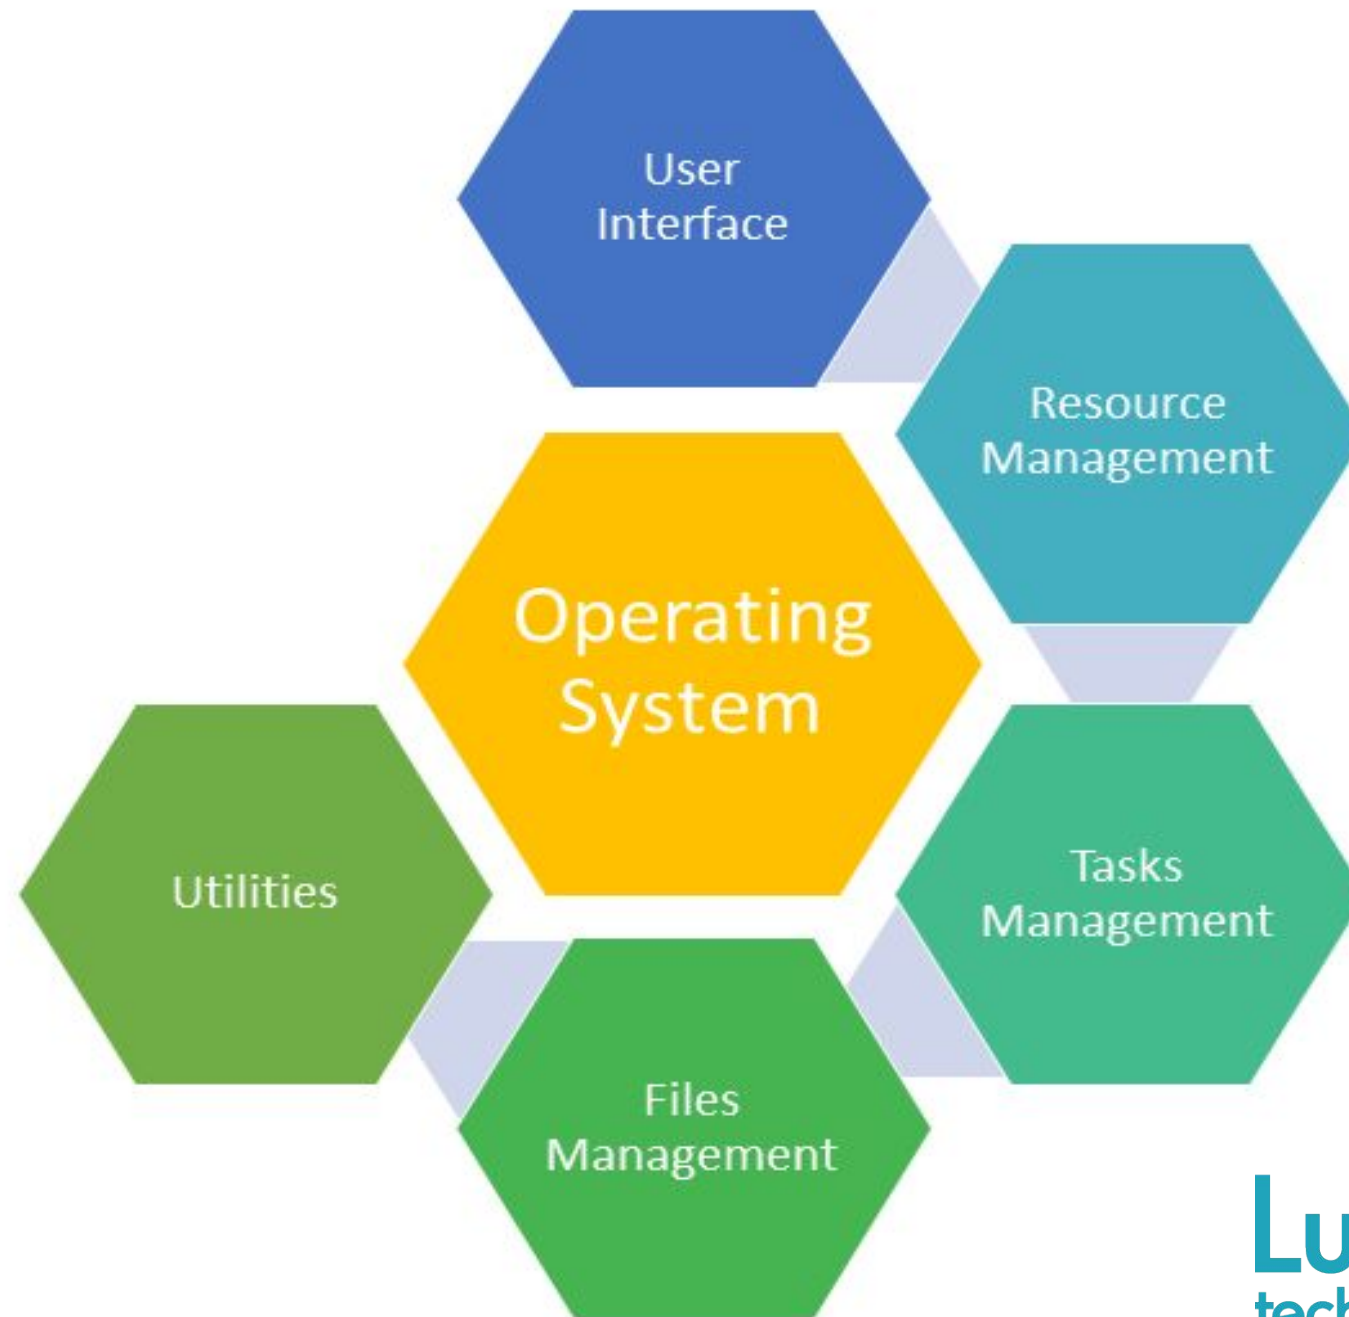 User
Interface
Resource
Management
Operating
System
Tasks
Management
Utilities
Files
Management